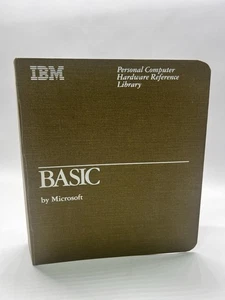 IBM
Personal Computer
Hardware Reference
Library
BASIC
by Microsoft